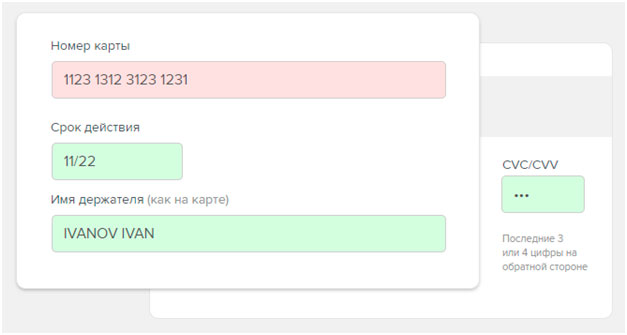 Номер карты
1123 1312 3123 1231
Срок действия
11/22
Имя держателя (как на карте)
IVANOV IVAN
CVC/CVV
•••
Последние 3
или 4 цифры на
обратной стороне